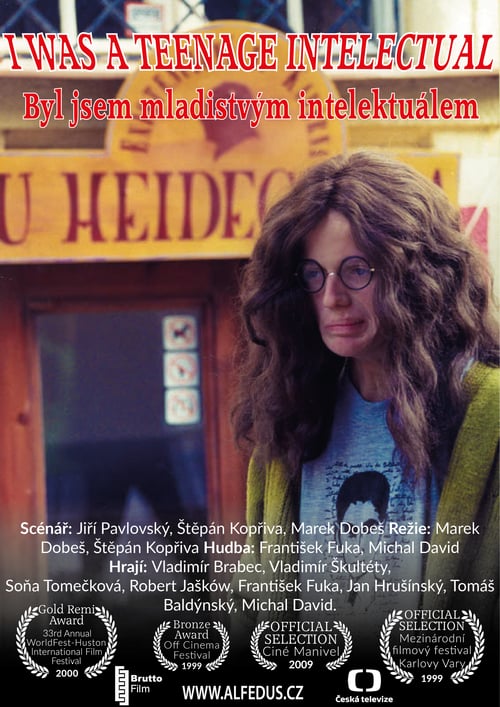 I WAS A TEENAGE INTELECTUAL
Byl jsem mladistvým intelektuálem
U HEIDEG
Scénář: Jiří Pavlovský, Štěpán Kopřiva, Marek Dobeš Režie: Marek
Dobeš, Štěpán Kopřiva Hudba: František Fuka, Michal David
Hrají: Vladimír Brabec, Vladimír Škultéty,
Soňa Tomečková, Robert Jašków, František Fuka, Jan Hrušínský, Tomáš
Baldýnský, Michal David.
Gold Remi
Award
33rd Annual
WorldFest-Huston
International Film
Festival
2000
Bronze
Award
Off Cinema
Festival
1999
OFFICIAL
SELECTION
Ciné Manivel
2009
OFFICIAL
SELECTION
Mezinárodní
filmový festival
Karlovy Vary
1999
Brutto
Film
WWW.ALFEDUS.CZ
Česká televize